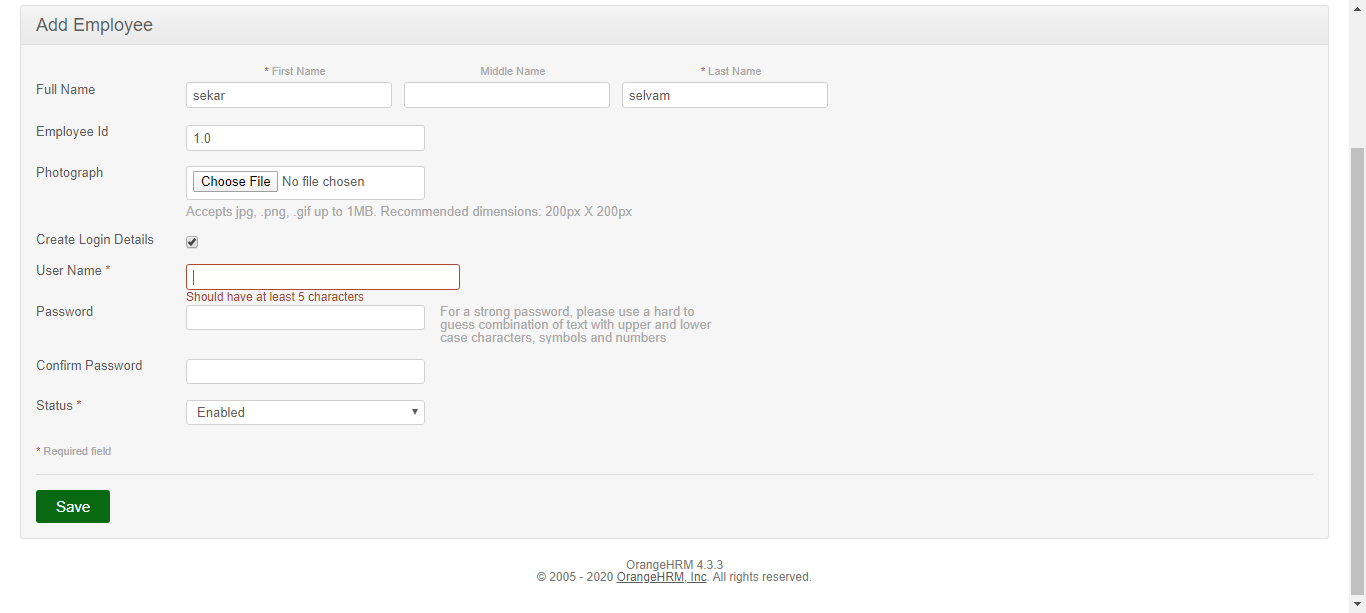 Add Employee
* First Name
Middle Name
* Last Name
Full Name
sekar
selvam
Employee Id
1.0
Photograph
Choose File No file chosen
Accepts jpg, .png, .gif up to 1MB. Recommended dimensions: 200px X 200px
Create Login Details
User Name *
Should have at least 5 characters
Password
For a strong password, please use a hard to
guess combination of text with upper and lower
case characters, symbols and numbers
Confirm Password
Status *
Enabled
* Required field
Save
OrangeHRM 4.3.3
© 2005 - 2020 OrangeHRM, Inc. All rights reserved.